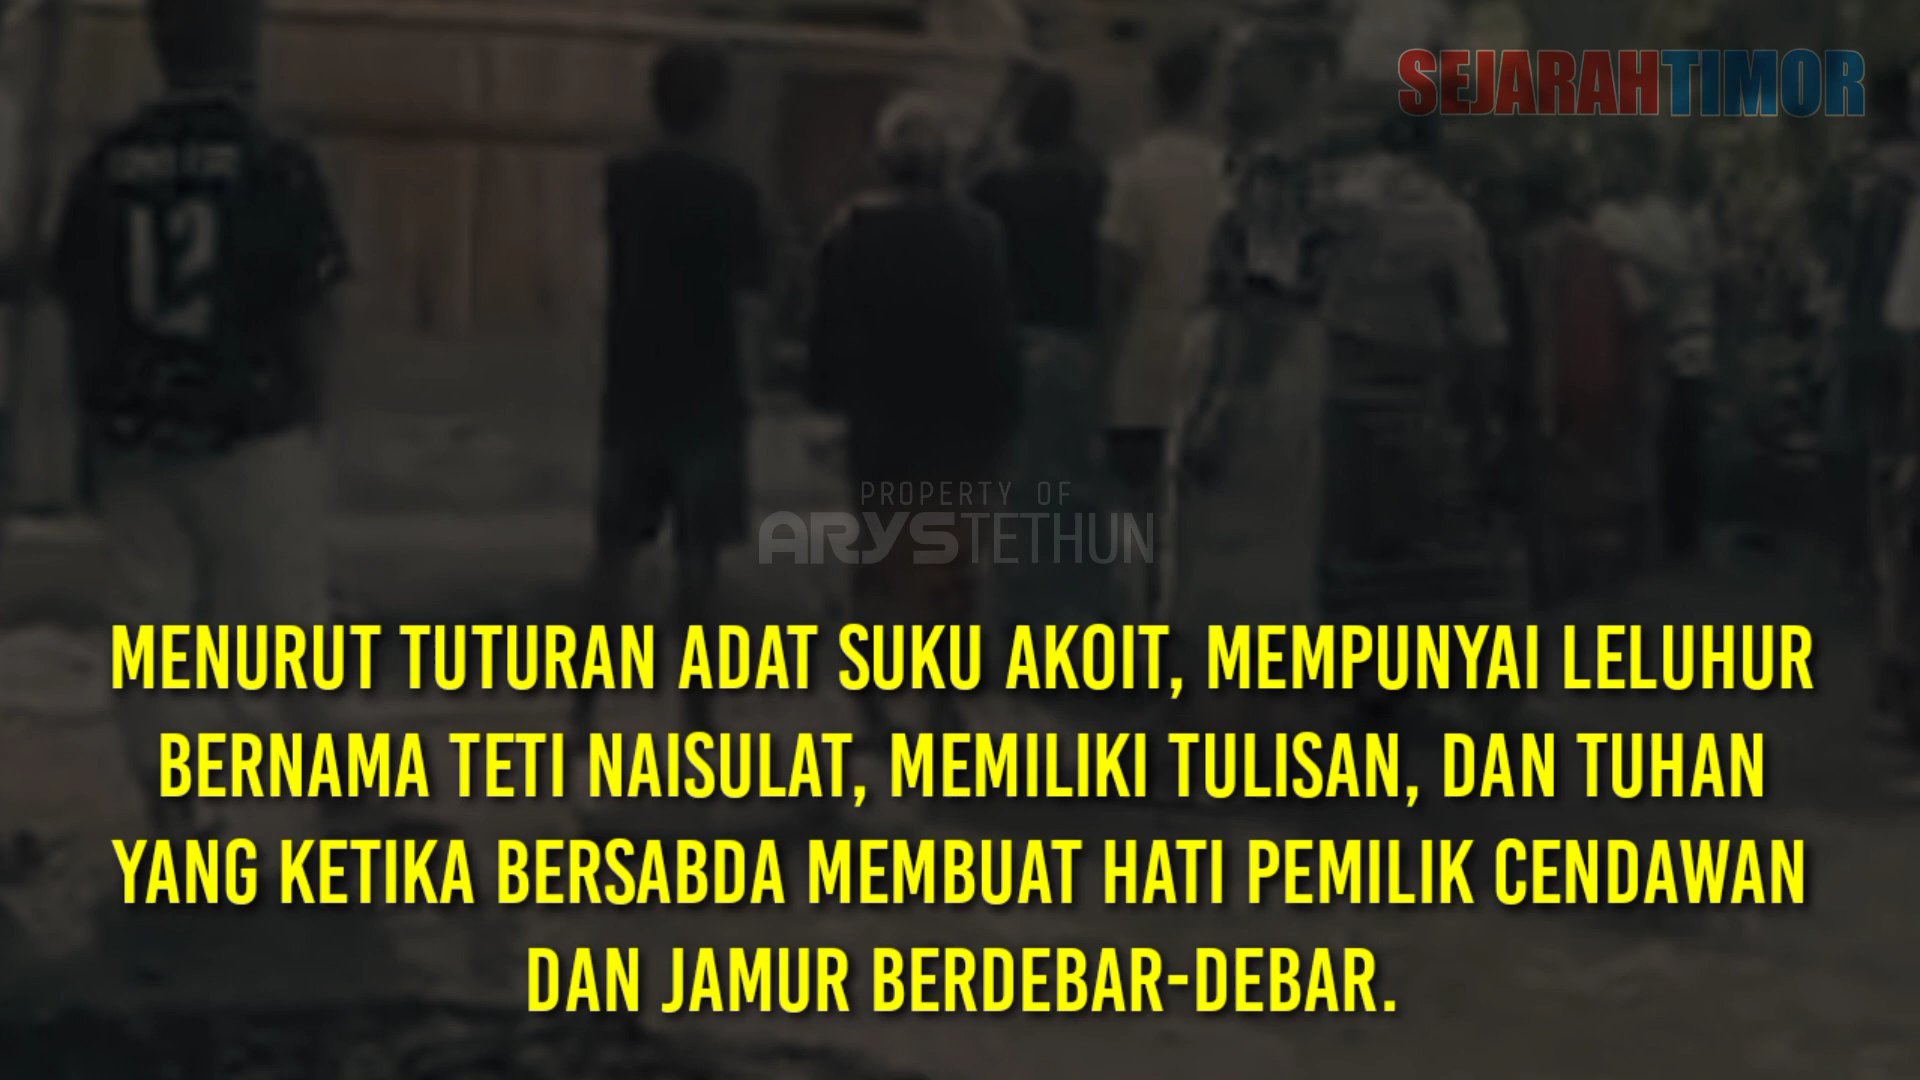 SEJARAHTIMOR
12
PROPERTY OF
ARYSTETHUN
MENURUT TUTURAN ADAT SUKU AKOIT, MEMPUNYAI LELUHUR
BERNAMA TETI NAISULAT, MEMILIKI TULISAN, DAN TUHAN
YANG KETIKA BERSABDA MEMBUAT HATI PEMILIK CENDAWAN
DAN JAMUR BERDEBAR-DEBAR.